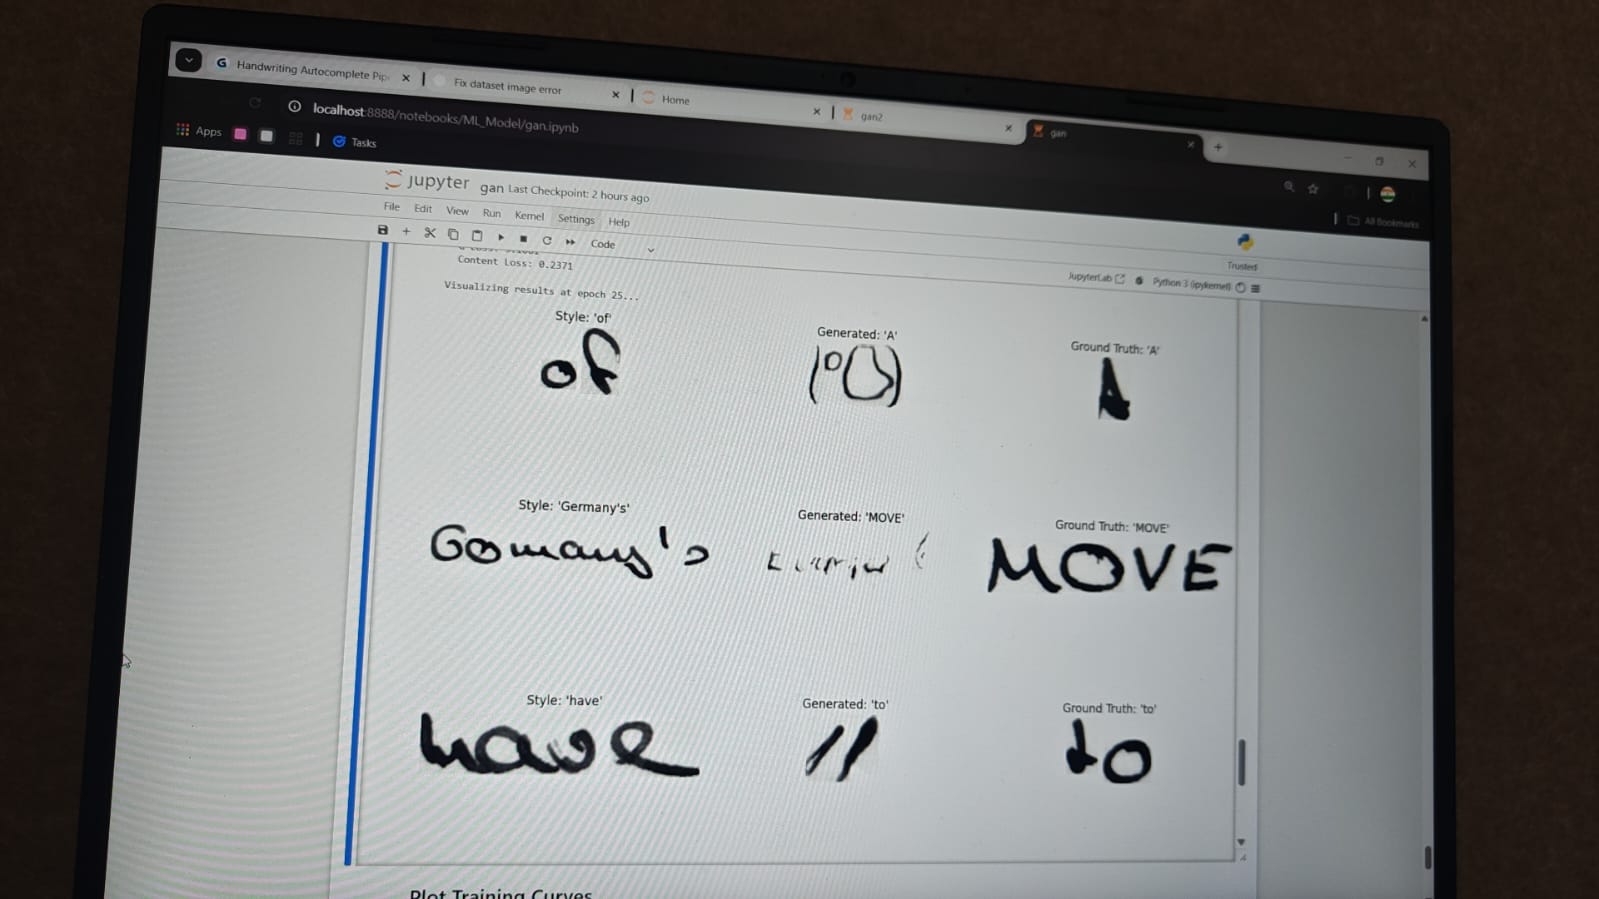 Handwriting Autocomplete Pip
Fix dataset image error
Home
gan2
gan
localhost:8888/notebooks/ML_Model/gan.ipynb
Apps
Tasks
All Bookmarks
jupyter gan Last Checkpoint: 2 hours ago
File Edit View Run Kernel Settings Help
Trusted
Code
JupyterLab Python 3 (ipykernel)
Content Loss: 0.2371
Visualizing results at epoch 25...
Style: 'of' Generated: 'A' Ground Truth: 'A'
of A
Style: 'Germany's' Generated: 'MOVE' Ground Truth: 'MOVE'
Gomany's MOVE
Style: 'have' Generated: 'to' Ground Truth: 'to'
have to
Plot Training Curves